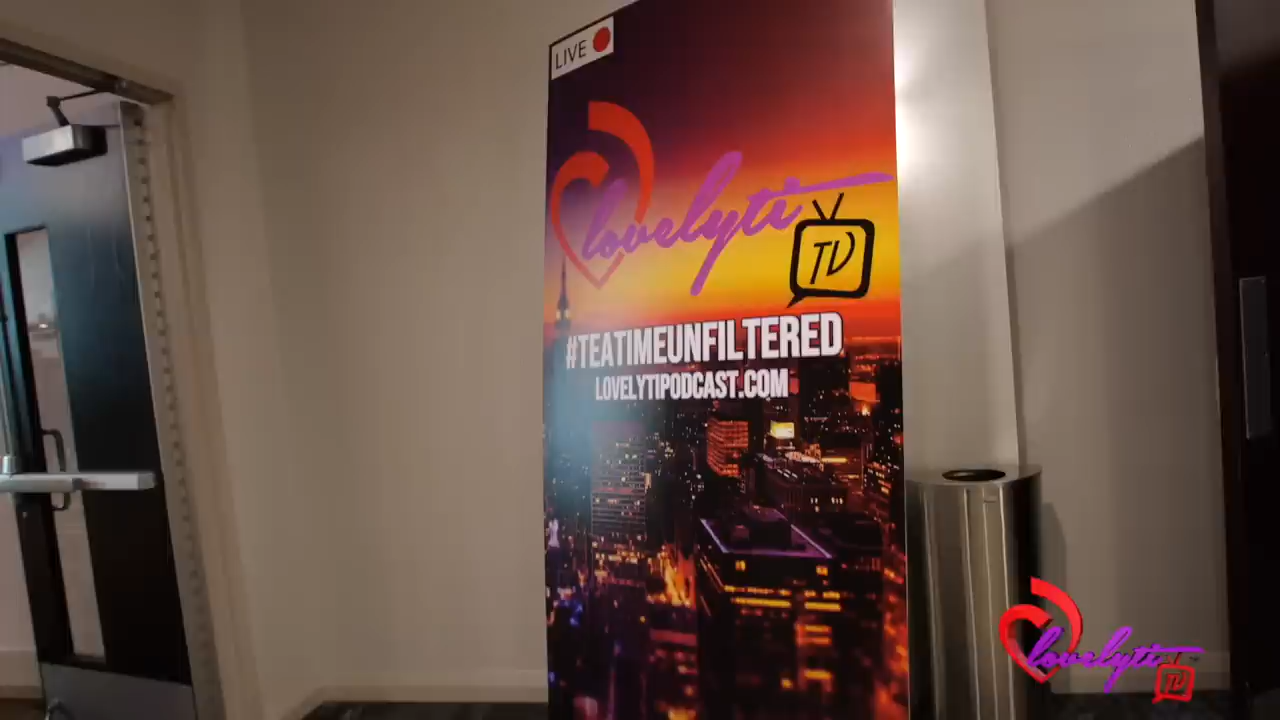 LIVE
lovelyti
TV
#TEATIMEUNFILTERED
LOVELYTIPODCAST.COM
lovelyti
TV